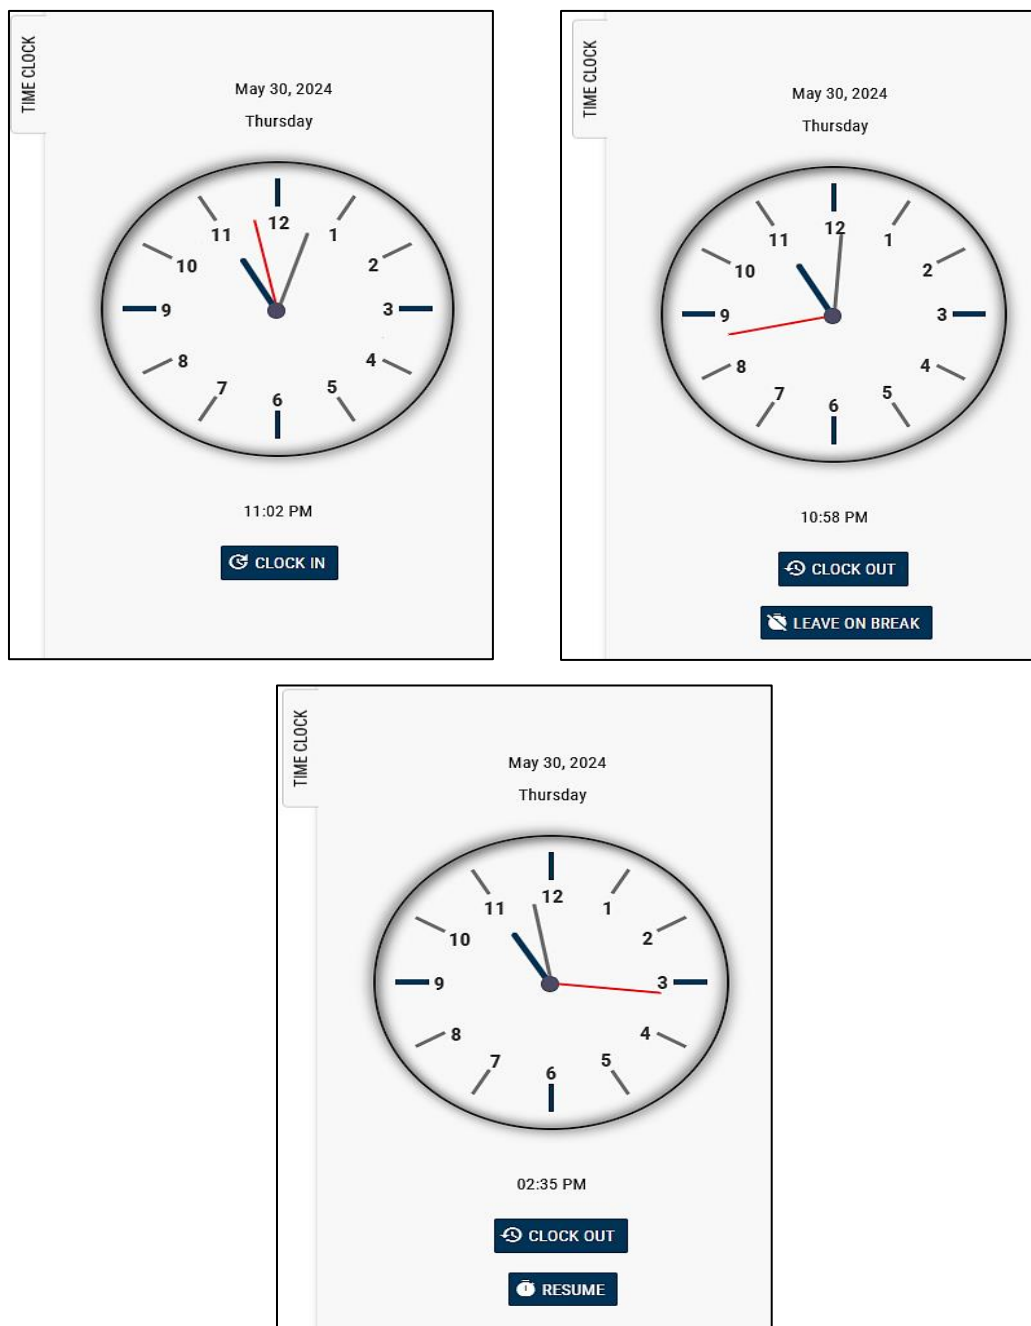 TIME CLOCK
May 30, 2024
Thursday
12
1
2
3
4
5
6
7
8
9
10
11
11:02 PM
CLOCK IN
TIME CLOCK
May 30, 2024
Thursday
12
1
2
3
4
5
6
7
8
9
10
11
10:58 PM
CLOCK OUT
LEAVE ON BREAK
TIME CLOCK
May 30, 2024
Thursday
12
1
2
3
4
5
6
7
8
9
10
11
02:35 PM
CLOCK OUT
RESUME